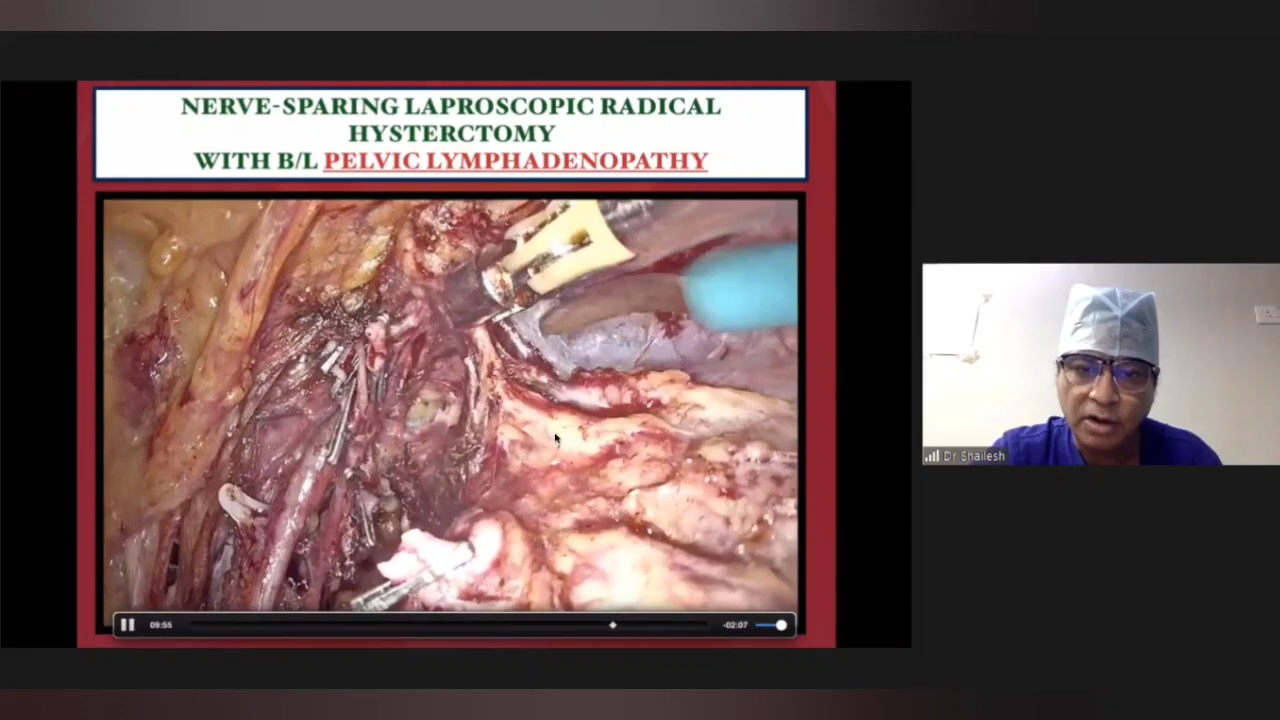 NERVE-SPARING LAPROSCOPIC RADICAL
HYSTERCTOMY
WITH B/L PELVIC LYMPHADENOPATHY
09:55
-02:07
Dr Shailesh